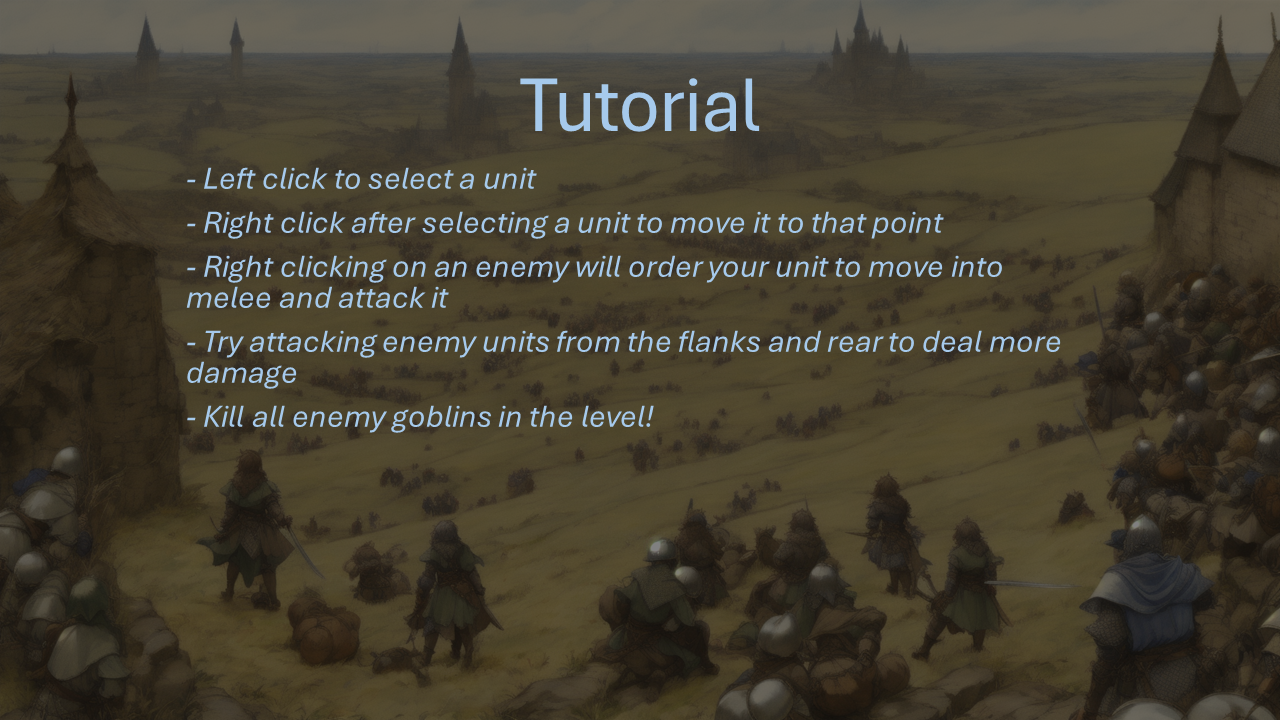 Tutorial
- Left click to select a unit
- Right click after selecting a unit to move it to that point
- Right clicking on an enemy will order your unit to move into
melee and attack it
- Try attacking enemy units from the flanks and rear to deal more
damage
- Kill all enemy goblins in the level!